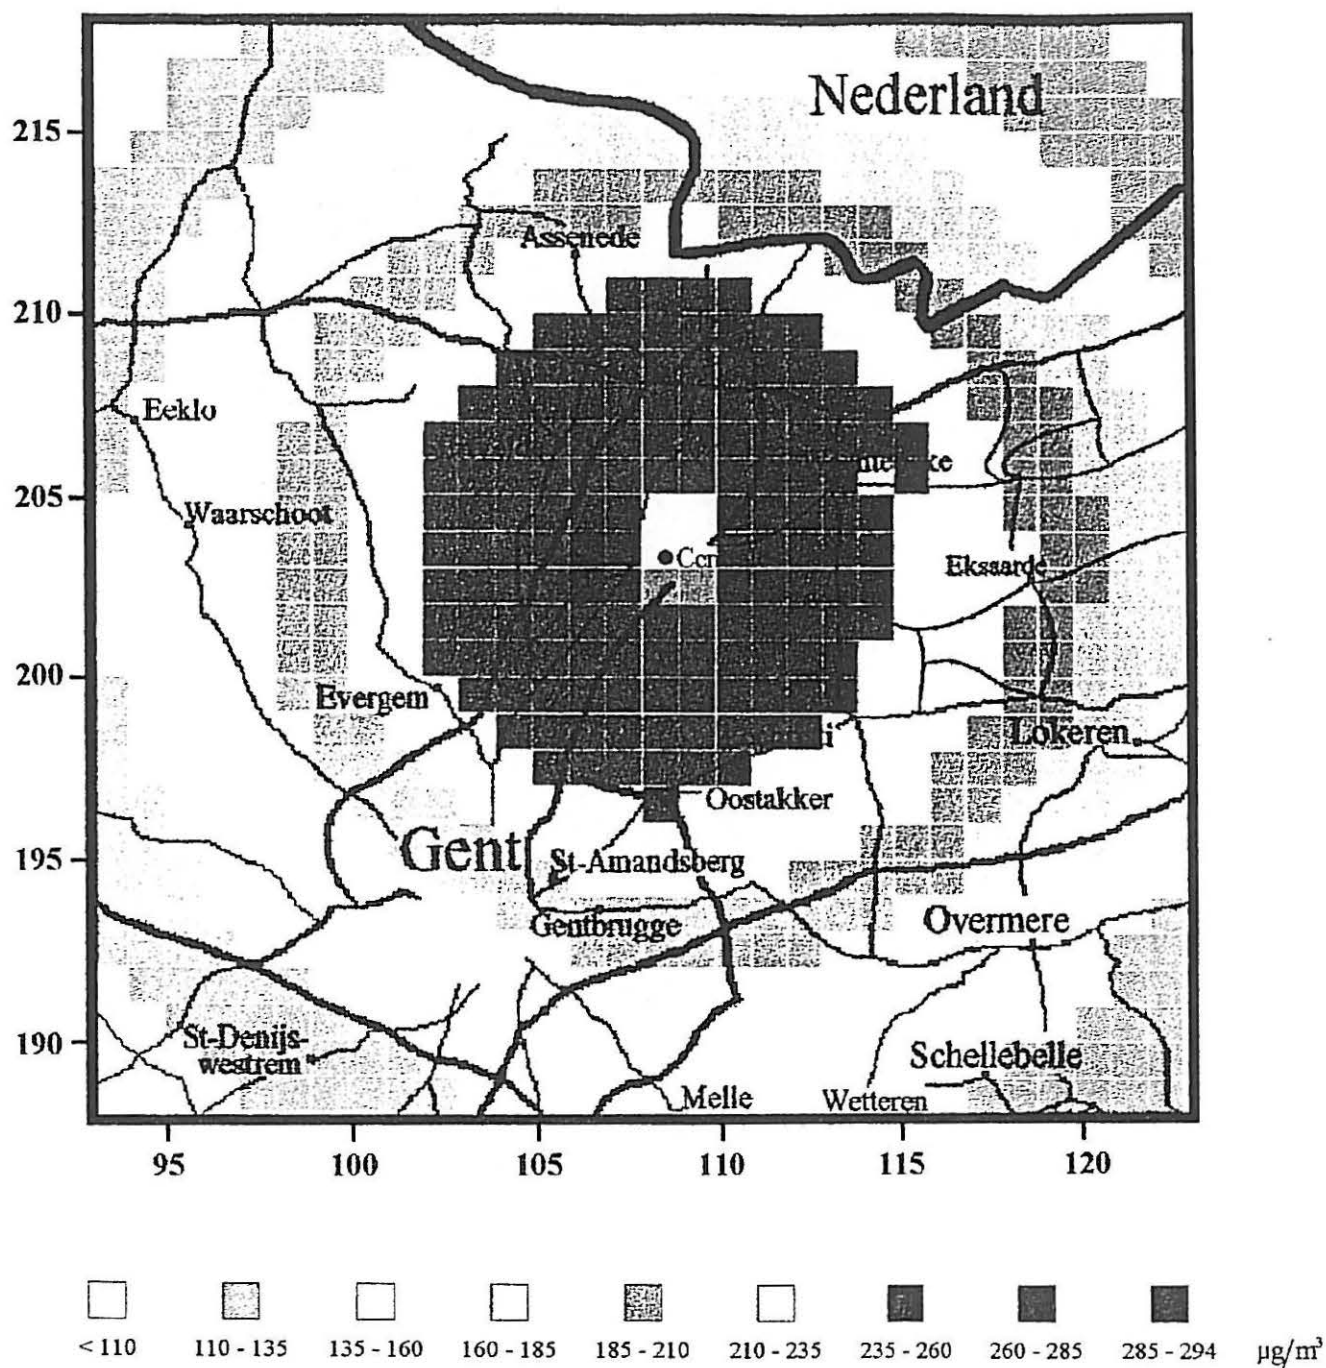 Nederland
215
Assenede
210
Eeklo
205
Waarschoot
Eksaarde
200
Evergem
Lokeren
Oostakker
195
Gent
St-Amandsberg
Gentbrugge
Overmere
190
St-Denijs-
westrem
Schellebelle
Melle
Wetteren
95 100 105 110 115 120
< 110 110 - 135 135 - 160 160 - 185 185 - 210 210 - 235 235 - 260 260 - 285 285 - 294 µg/m³